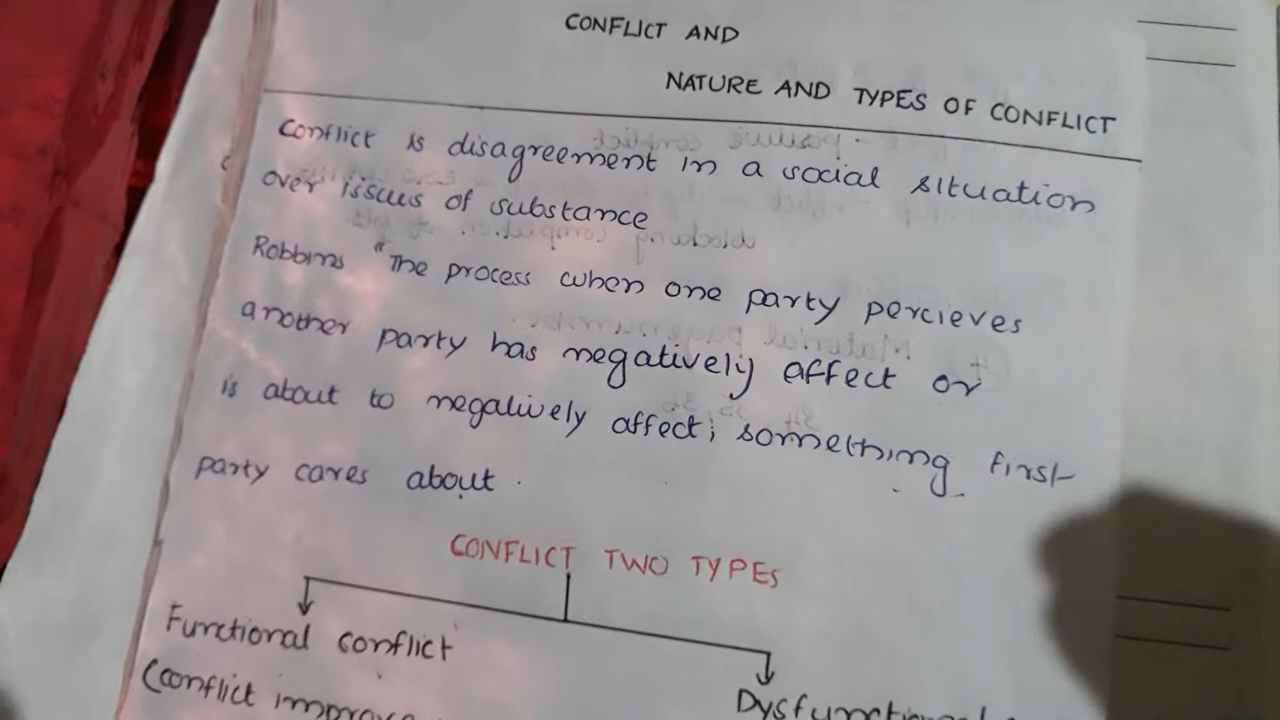 CONFLICT AND
NATURE AND TYPES OF CONFLICT
Conflict is disagreement in a social situation
over issues of substance
Robbins "The process when one party percieves
another party has negatively affect or
is about to negatively affect; something first
party cares about.
CONFLICT TWO TYPES
Functional conflict
(conflict